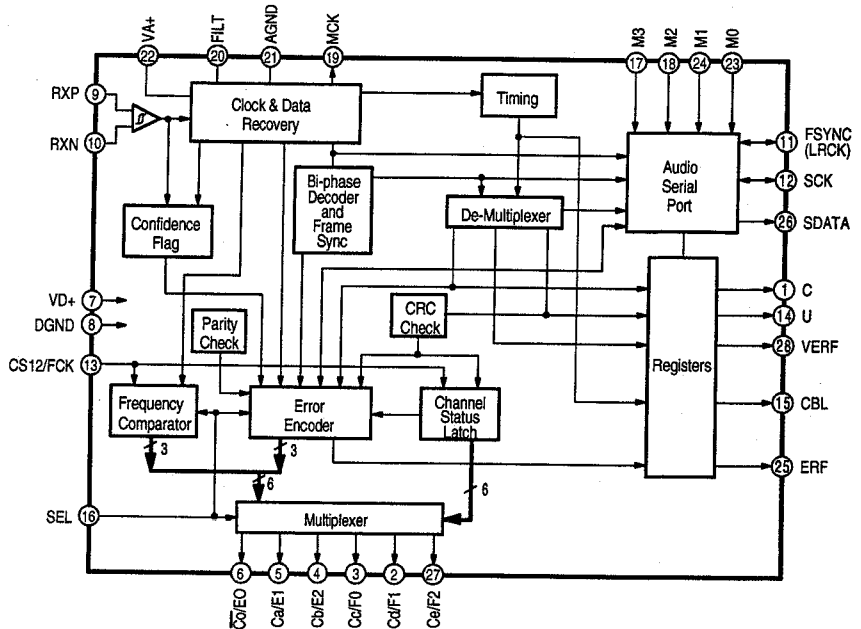 VA+
FILT
AGND
MCK
M3
M2
M1
M0
22
20
21
19
17
18
24
23
RXP
9
RXN
10
Clock & Data
Recovery
Timing
Audio
Serial
Port
11
FSYNC
(LRCK)
12
SCK
26
SDATA
Bi-phase
Decoder
and
Frame
Sync
De-Multiplexer
Confidence
Flag
VD+
7
DGND
8
CS12/FCK
13
Parity
Check
CRC
Check
Registers
1
C
14
U
28
VERF
15
CBL
25
ERF
Frequency
Comparator
Error
Encoder
Channel
Status
Latch
3
3
6
6
SEL
16
Multiplexer
6
5
4
3
2
27
C̅o̅/EO
Ca/E1
Cb/E2
Cc/F0
Cd/F1
Ce/F2